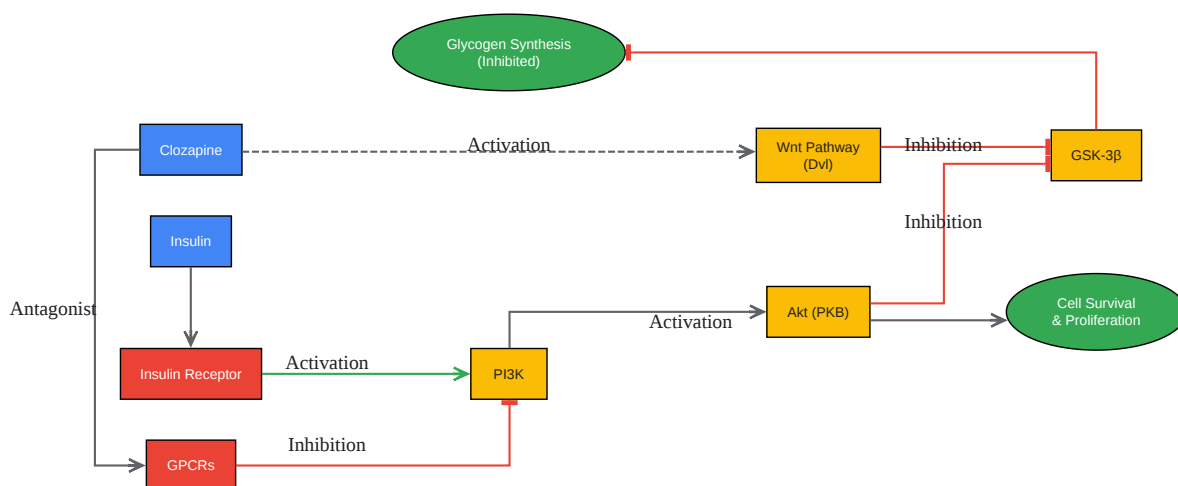 Glycogen Synthesis
(Inhibited)
Clozapine
Activation
Wnt Pathway
(Dvl)
Inhibition
GSK-3β
Insulin
Inhibition
Antagonist
Akt (PKB)
Cell Survival
& Proliferation
Activation
Insulin Receptor
Activation
PI3K
Inhibition
GPCRs